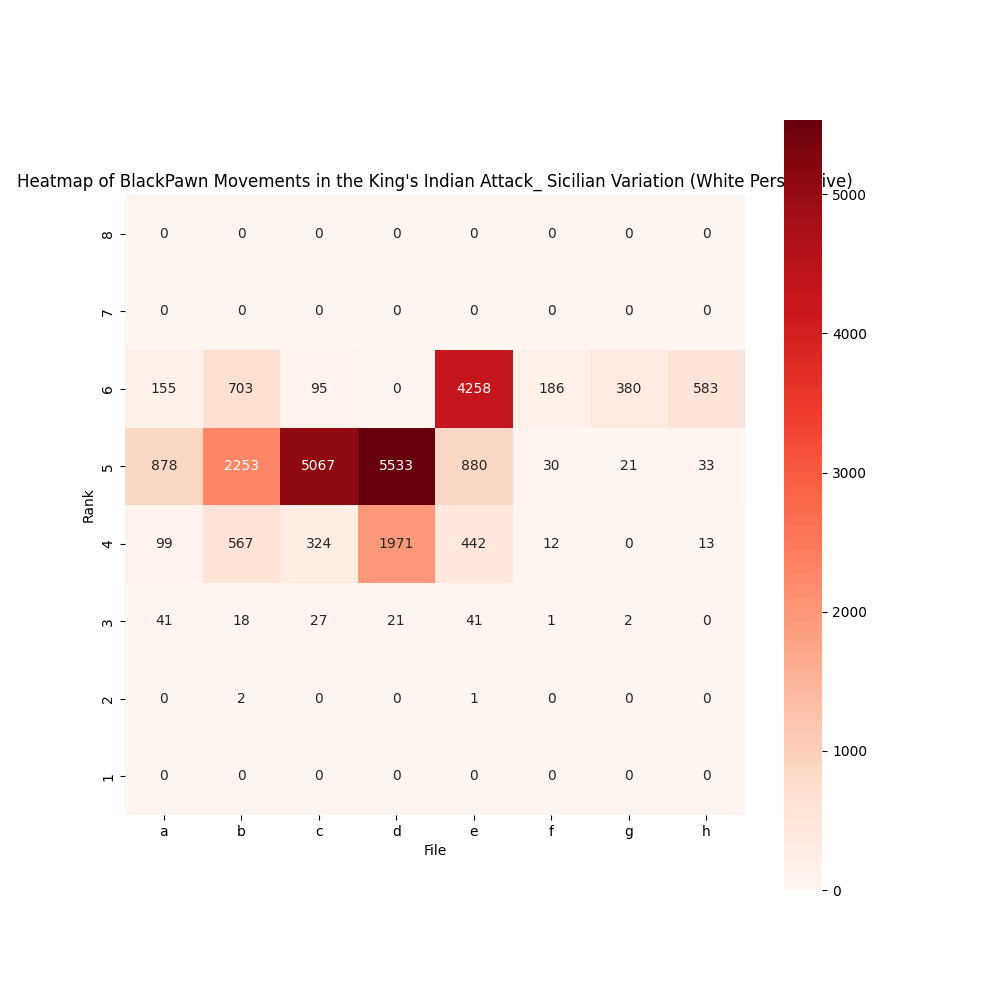 Heatmap of BlackPawn Movements in the King's Indian Attack_ Sicilian Variation (White Pers ive)
5000
4000
3000
2000
1000
0
8 0 0 0 0 0 0 0 0
7 0 0 0 0 0 0 0 0
6 155 703 95 0 4258 186 380 583
5 878 2253 5067 5533 880 30 21 33
4 99 567 324 1971 442 12 0 13
3 41 18 27 21 41 1 2 0
2 0 2 0 0 1 0 0 0
1 0 0 0 0 0 0 0 0
Rank
a b c d e f g h
File